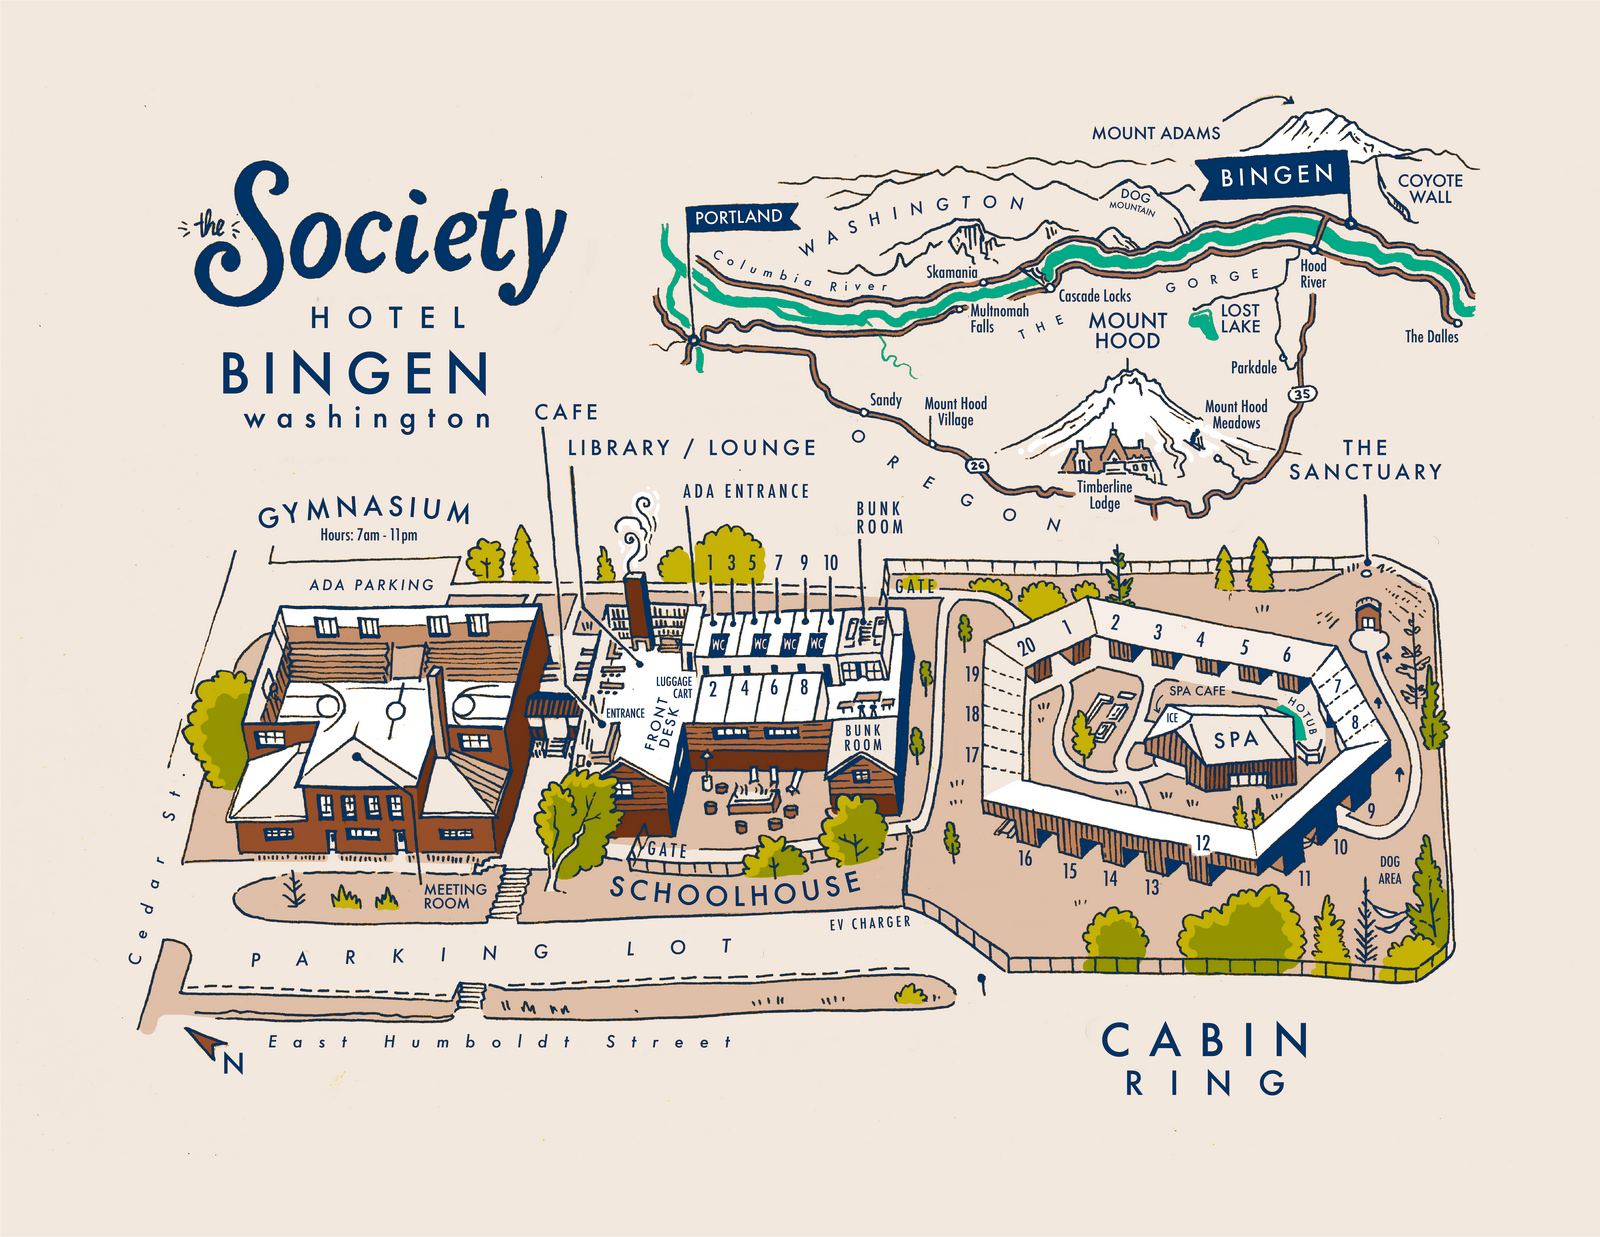 the Society
HOTEL
BINGEN
washington
MOUNT ADAMS
BINGEN
COYOTE
WALL
PORTLAND
WASHINGTON
DOG
MOUNTAIN
Columbia River
Skamania
Cascade Locks
Multnomah
Falls
THE GORGE
Hood
River
LOST
LAKE
The Dalles
MOUNT
HOOD
Parkdale
35
Sandy
Mount Hood
Village
Mount Hood
Meadows
26
OREGON
Timberline
Lodge
CAFE
LIBRARY / LOUNGE
ADA ENTRANCE
BUNK
ROOM
THE
SANCTUARY
GYMNASIUM
Hours: 7am - 11pm
ADA PARKING
1 3 5 7 9 10
GATE
WC WC WC WC
LUGGAGE
CART
2 4 6 8
ENTRANCE
FRONT
DESK
BUNK
ROOM
GATE
SCHOOLHOUSE
MEETING
ROOM
EV CHARGER
PARKING LOT
Cedar St.
East Humboldt Street
N
20 1 2 3 4 5 6
7
8
19
18
17
SPA CAFE
ICE
HOT TUB
SPA
9
10
11
12
16 15 14 13
DOG
AREA
CABIN
RING